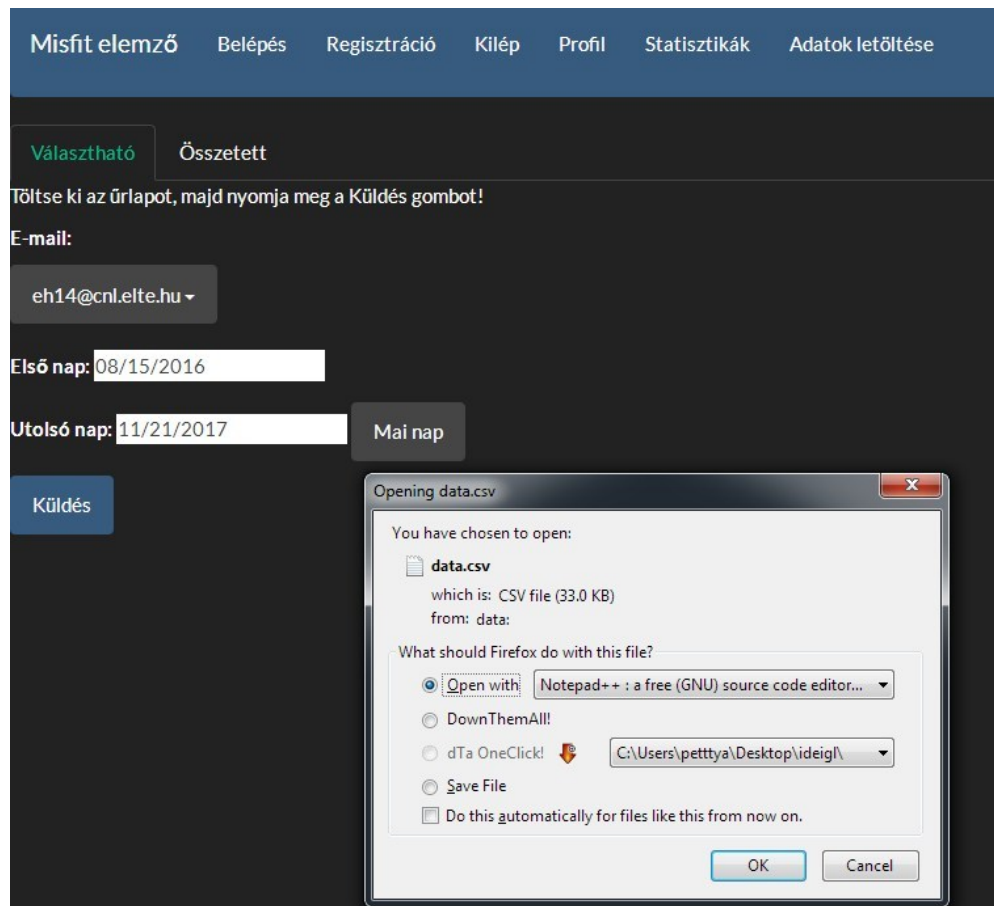 Misfit elemző Belépés Regisztráció Kilép Profil Statisztikák Adatok letöltése
Választható Összetett
Töltse ki az űrlapot, majd nyomja meg a Küldés gombot!
E-mail:
eh14@cnl.elte.hu
Első nap: 08/15/2016
Utolsó nap: 11/21/2017 Mai nap
Küldés
Opening data.csv
You have chosen to open:
data.csv
which is: CSV file (33.0 KB)
from: data:
What should Firefox do with this file?
Open with Notepad++ : a free (GNU) source code editor...
DownThemAll!
dTa OneClick! C:\Users\petttya\Desktop\ideigl\
Save File
Do this automatically for files like this from now on.
OK Cancel